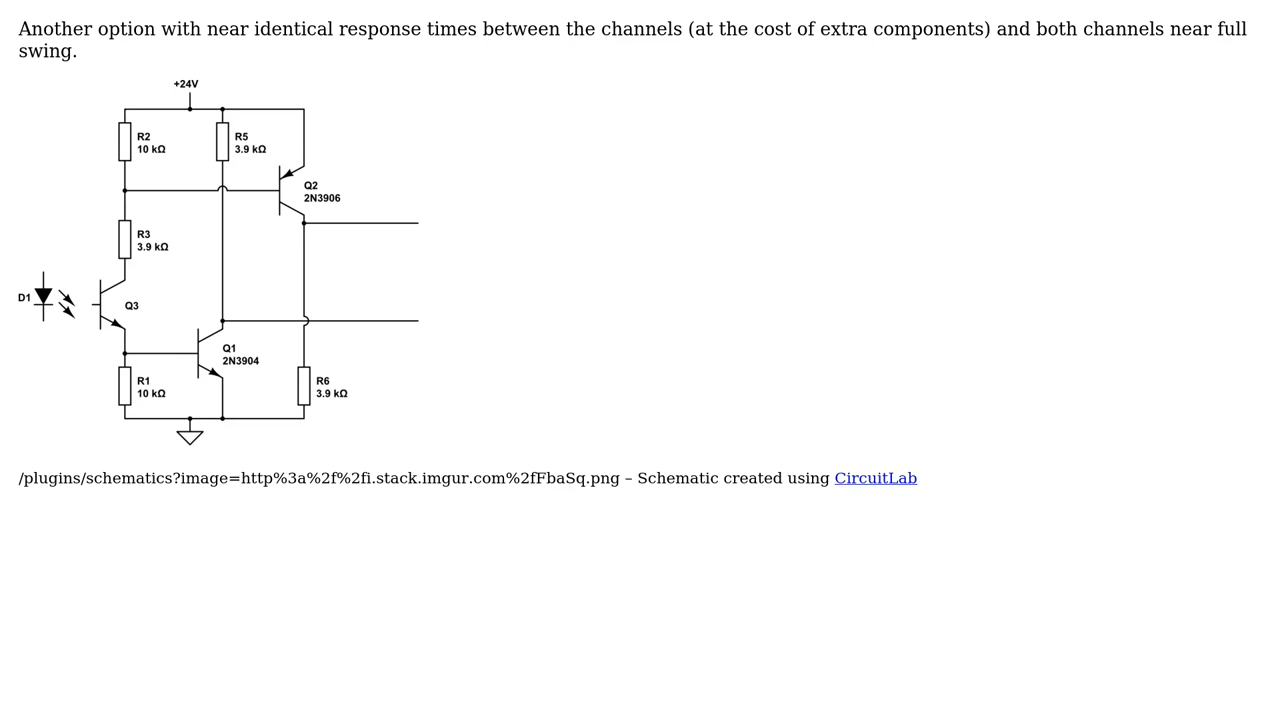 Another option with near identical response times between the channels (at the cost of extra components) and both channels near full
swing.
+24V
R2
10 kΩ
R5
3.9 kΩ
Q2
2N3906
R3
3.9 kΩ
D1
Q3
Q1
2N3904
R1
10 kΩ
R6
3.9 kΩ
/plugins/schematics?image=http%3a%2f%2fi.stack.imgur.com%2fFbaSq.png – Schematic created using CircuitLab